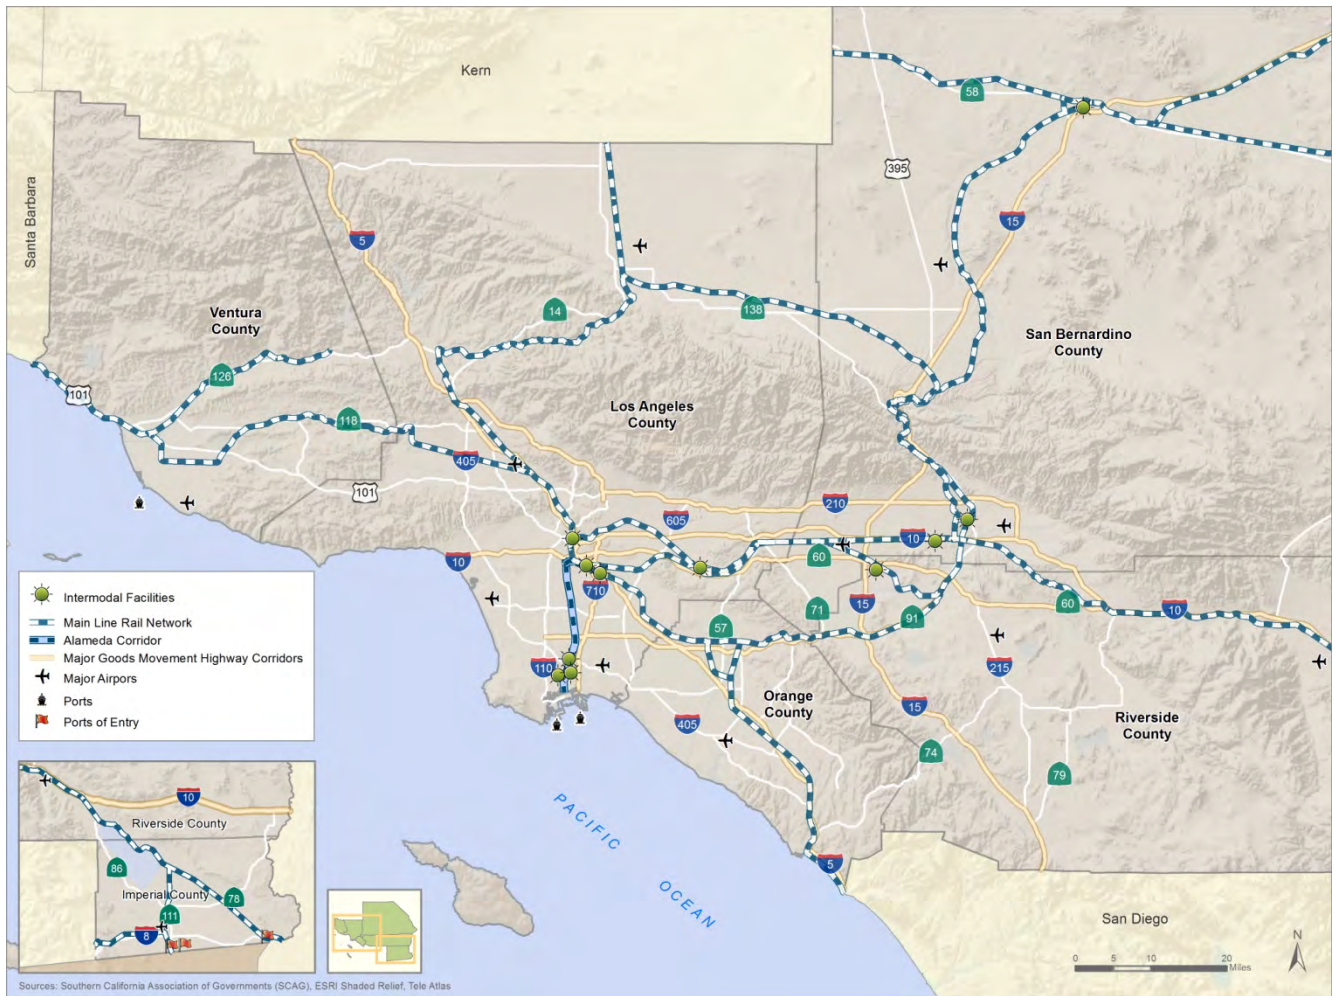 Kern
58
395
Santa Barbara
15
5
Ventura
County
14
138
San Bernardino
County
126
101
118
Los Angeles
County
405
101
210
605
10
10
60
710
15
71
91
60
10
57
110
215
Orange
County
405
15
Riverside
County
74
79
5
Intermodal Facilities
Main Line Rail Network
Alameda Corridor
Major Goods Movement Highway Corridors
Major Airpors
Ports
Ports of Entry
PACIFIC
OCEAN
10
Riverside County
86
Imperial County
78
111
8
San Diego
N
0 5 10 20
Miles
Sources: Southern California Association of Governments (SCAG), ESRI Shaded Relief, Tele Atlas